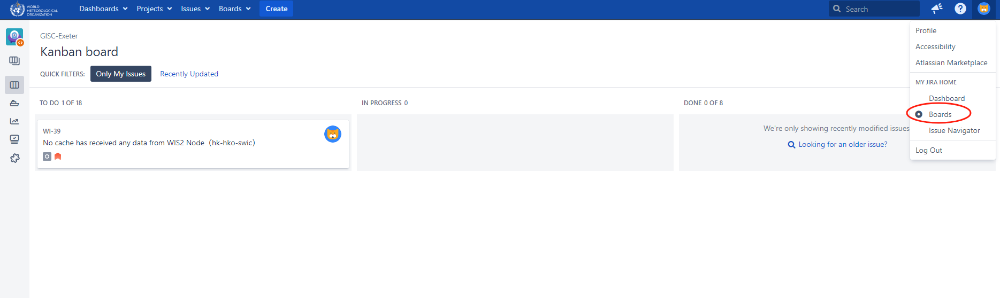 WORLD
METEOROLOGICAL
ORGANIZATION
Dashboards Projects Issues Boards Create
Search
GISC-Exeter
Kanban board
QUICK FILTERS: Only My Issues Recently Updated
TO DO 1 OF 18
IN PROGRESS 0
DONE 0 OF 8
WI-39
No cache has received any data from WIS2 Node（hk-hko-swic）
We're only showing recently modified issues
Looking for an older issue?
Profile
Accessibility
Atlassian Marketplace
MY JIRA HOME
Dashboard
Boards
Issue Navigator
Log Out